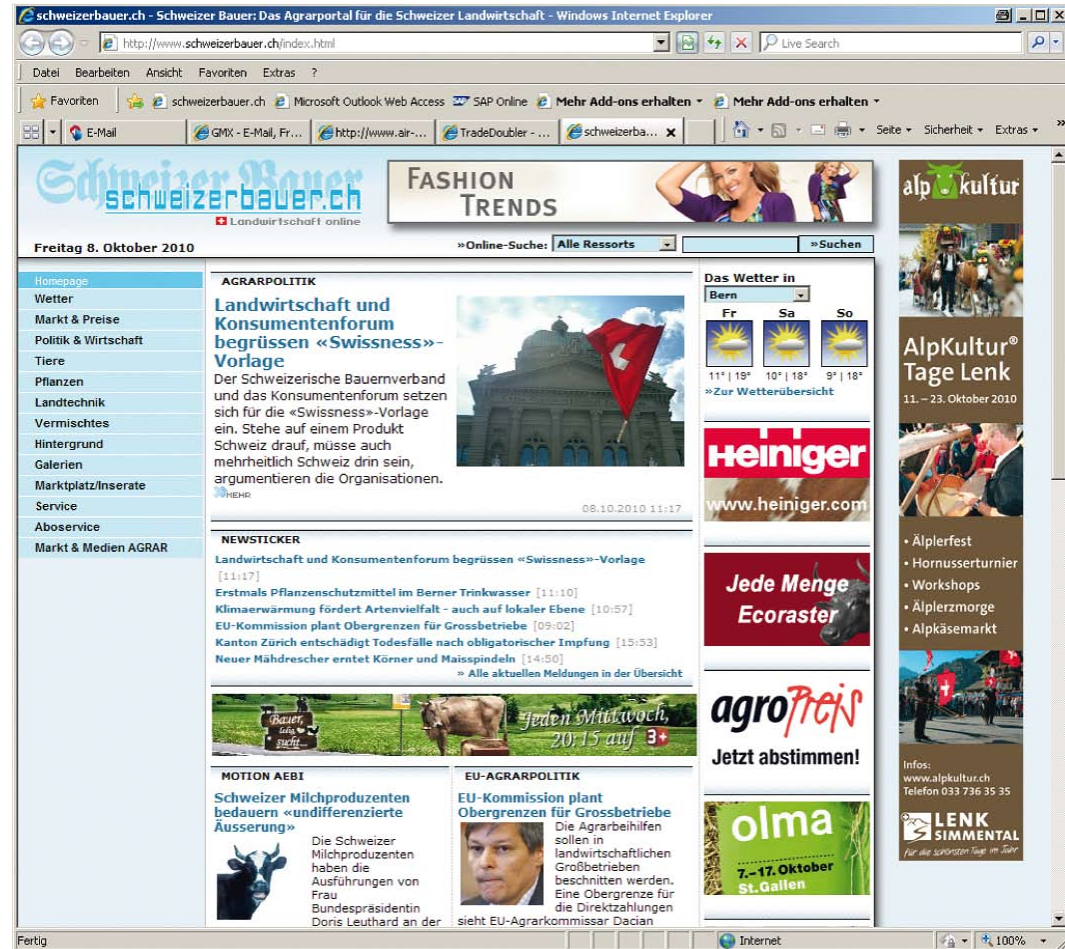 schweizerbauer.ch - Schweizer Bauer: Das Agrarportal für die Schweizer Landwirtschaft - Windows Internet Explorer
http://www.schweizerbauer.ch/index.html
Live Search
Datei Bearbeiten Ansicht Favoriten Extras ?
Favoriten schweizerbauer.ch Microsoft Outlook Web Access SAP Online Mehr Add-ons erhalten Mehr Add-ons erhalten
E-Mail GMX - E-Mail, Fr... http://www.air-... TradeDoubler - ... schweizerba... Seite Sicherheit Extras »
Schweizer Bauer
schweizerbauer.ch
Landwirtschaft online
FASHION
TRENDS
Freitag 8. Oktober 2010
»Online-Suche: Alle Ressorts »Suchen
Homepage
Wetter
Markt & Preise
Politik & Wirtschaft
Tiere
Pflanzen
Landtechnik
Vermischtes
Hintergrund
Galerien
Marktplatz/Inserate
Service
Aboservice
Markt & Medien AGRAR
AGRARPOLITIK
Landwirtschaft und
Konsumentenforum
begrüssen «Swissness»-
Vorlage
Der Schweizerische Bauernverband
und das Konsumentenforum setzen
sich für die «Swissness»-Vorlage
ein. Stehe auf einem Produkt
Schweiz drauf, müsse auch
mehrheitlich Schweiz drin sein,
argumentieren die Organisationen.
MEHR
08.10.2010 11:17
NEWSTICKER
Landwirtschaft und Konsumentenforum begrüssen «Swissness»-Vorlage
[11:17]
Erstmals Pflanzenschutzmittel im Berner Trinkwasser [11:10]
Klimaerwärmung fördert Artenvielfalt - auch auf lokaler Ebene [10:57]
EU-Kommission plant Obergrenzen für Grossbetriebe [09:02]
Kanton Zürich entschädigt Todesfälle nach obligatorischer Impfung [15:53]
Neuer Mähdrescher erntet Körner und Maisspindeln [14:50]
» Alle aktuellen Meldungen in der Übersicht
Bauer,
ledig,
sucht...
Jeden Mittwoch,
20:15 auf 3+
MOTION AEBI
Schweizer Milchproduzenten
bedauern «undifferenzierte
Äusserung»
Die Schweizer
Milchproduzenten
haben die
Ausführungen von
Frau
Bundespräsidentin
Doris Leuthard an der
EU-AGRARPOLITIK
EU-Kommission plant
Obergrenzen für Grossbetriebe
Die Agrarbeihilfen
sollen in
landwirtschaftlichen
Großbetrieben
beschnitten werden.
Eine Obergrenze für
die Direktzahlungen
sieht EU-Agrarkommissar Dacian
Das Wetter in
Bern
Fr Sa So
11° | 19° 10° | 18° 9° | 18°
»Zur Wetterübersicht
Heiniger
www.heiniger.com
Jede Menge
Ecoraster
agroPreis
Jetzt abstimmen!
olma
7.–17. Oktober
St.Gallen
alp kultur
AlpKultur®
Tage Lenk
11. – 23. Oktober 2010
• Älplerfest
• Hornusserturnier
• Workshops
• Älplerzmorge
• Alpkäsemarkt
Infos:
www.alpkultur.ch
Telefon 033 736 35 35
LENK
SIMMENTAL
für die schönsten Tage im Jahr
Fertig Internet 100%